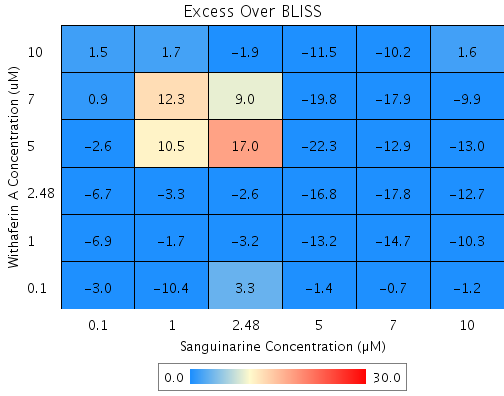 Excess Over BLISS
Withaferin A Concentration (uM)
10 1.5 1.7 −1.9 −11.5 −10.2 1.6
7 0.9 12.3 9.0 −19.8 −17.9 −9.9
5 −2.6 10.5 17.0 −22.3 −12.9 −13.0
2.48 −6.7 −3.3 −2.6 −16.8 −17.8 −12.7
1 −6.9 −1.7 −3.2 −13.2 −14.7 −10.3
0.1 −3.0 −10.4 3.3 −1.4 −0.7 −1.2
0.1 1 2.48 5 7 10
Sanguinarine Concentration (µM)
0.0 30.0